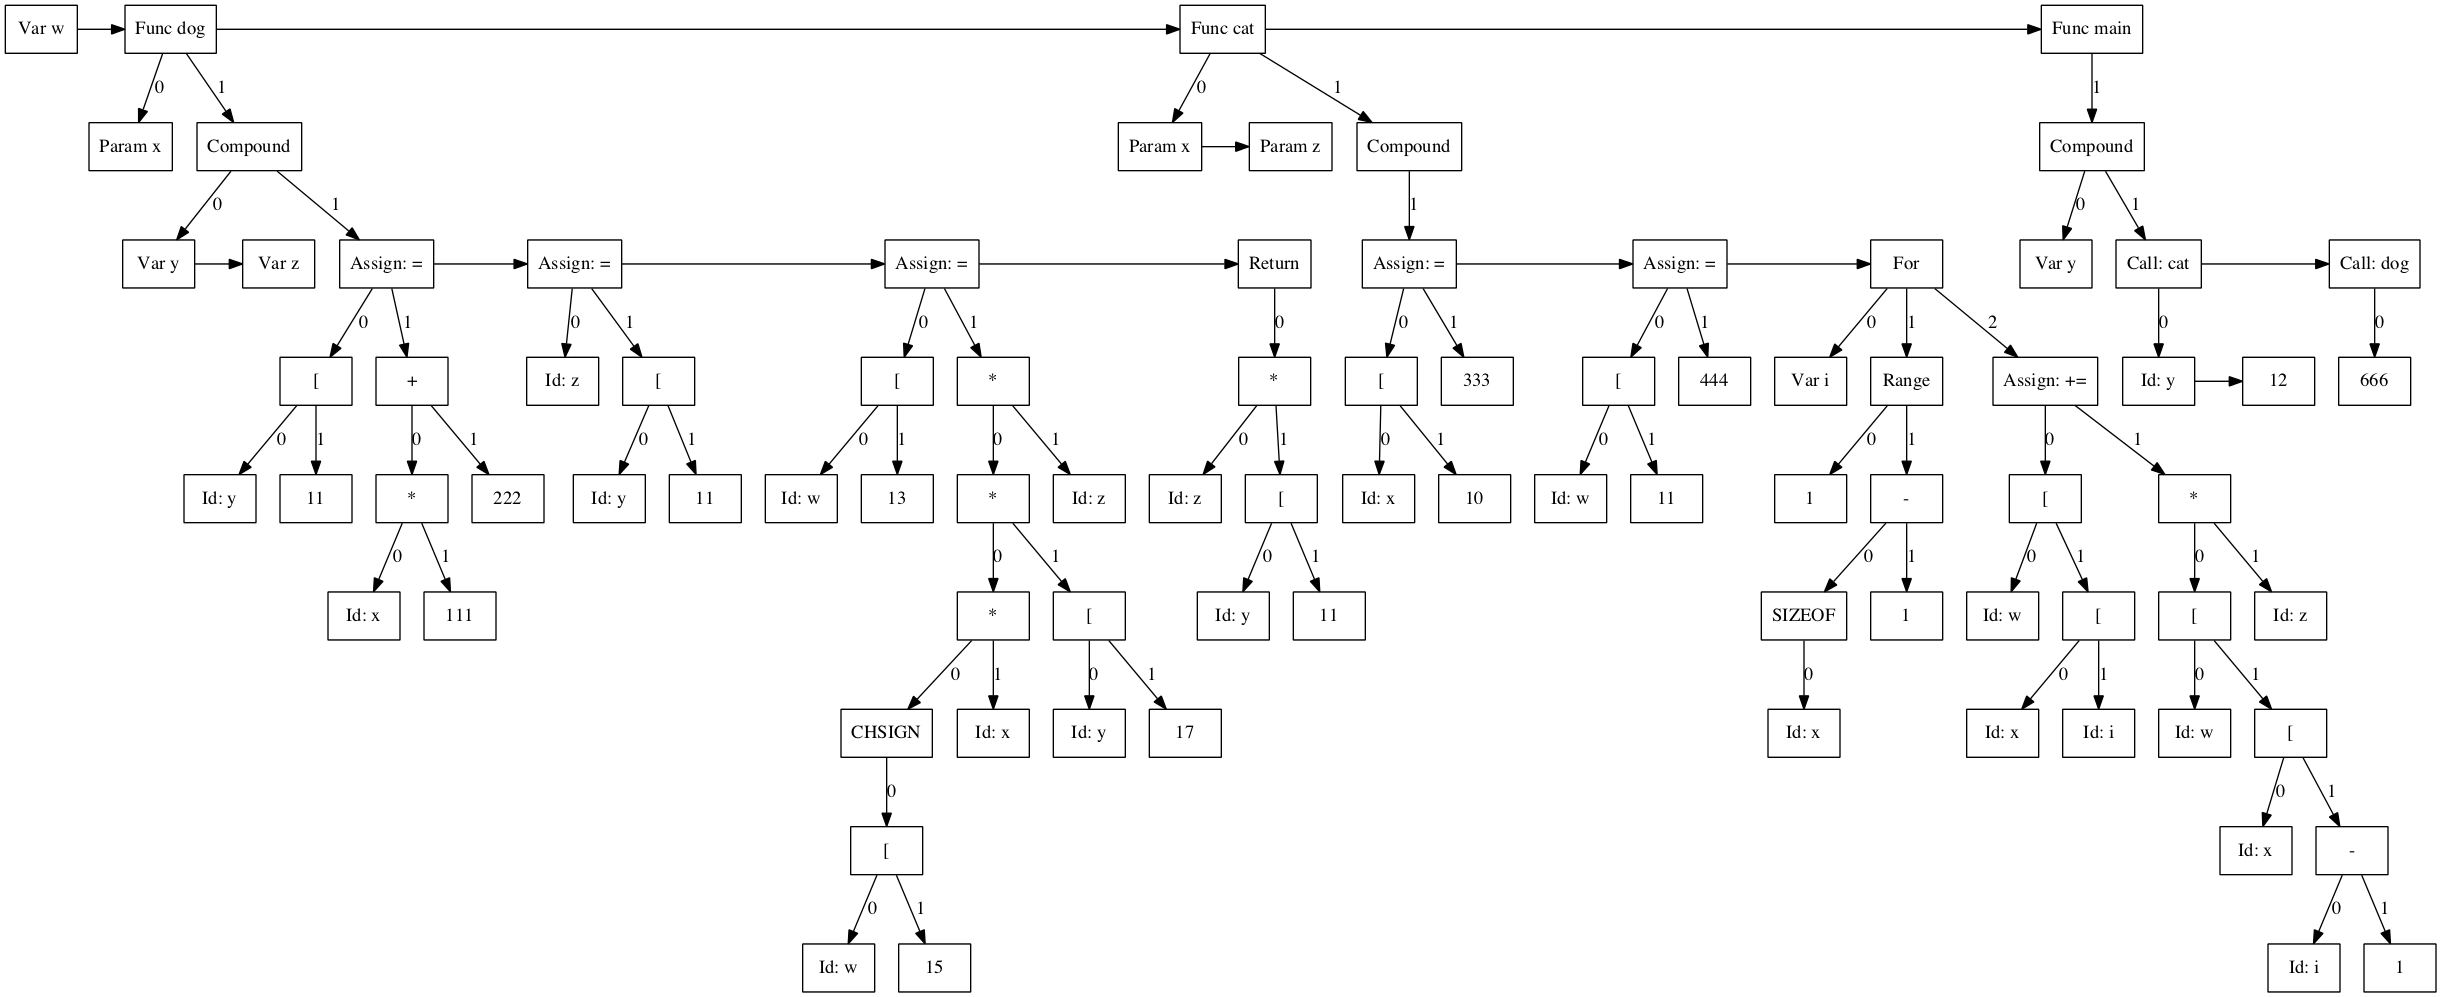 Var w Func dog Func cat Func main
0 1 0 1 1
Param x Compound Param x Param z Compound Compound
0 1 1 0 1
Var y Var z Assign: = Assign: = Assign: = Return Assign: = Assign: = For Var y Call: cat Call: dog
0 1 0 1 0 1 0 0 1 0 1 0 1 2 0 0
[ + Id: z [ [ * * [ 333 [ 444 Var i Range Assign: += Id: y 12 666
0 1 0 1 0 1 0 1 0 1 0 1 0 1 0 1 0 1 0 1
Id: y 11 * 222 Id: y 11 Id: w 13 * Id: z Id: z [ Id: x 10 Id: w 11 1 - [ *
0 1 0 1 0 1 0 1 0 1 0 1
Id: x 111 * [ Id: y 11 SIZEOF 1 Id: w [ [ Id: z
0 1 0 1 0 0 1 0 1
CHSIGN Id: x Id: y 17 Id: x Id: x Id: i Id: w [
0 0 1
[ Id: x -
0 1 0 1
Id: w 15 Id: i 1